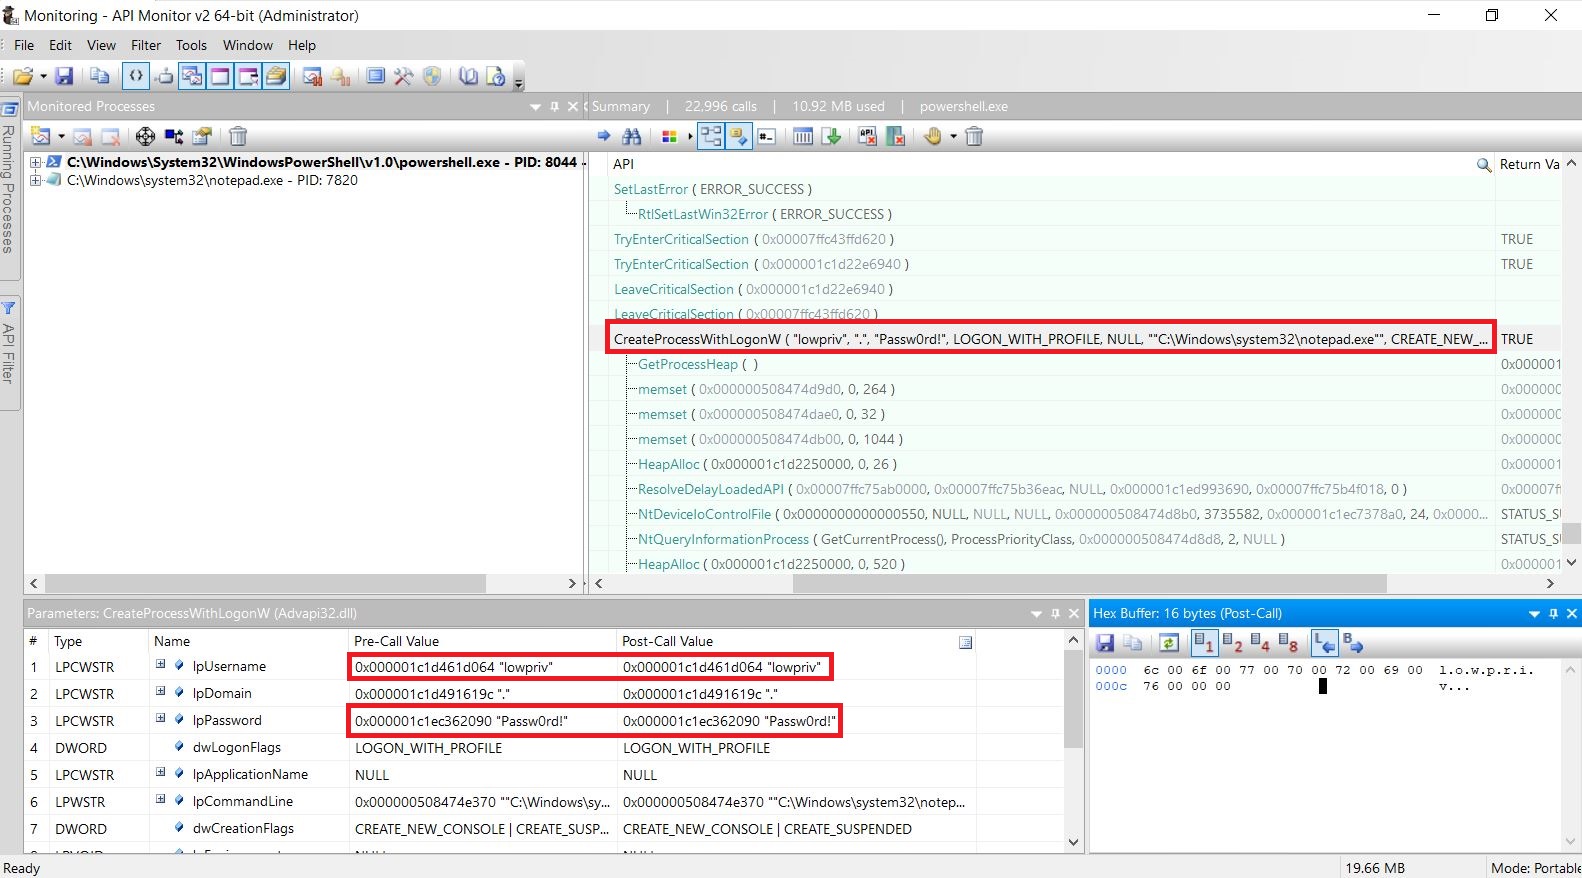 Monitoring - API Monitor v2 64-bit (Administrator)
File Edit View Filter Tools Window Help
Monitored Processes
Summary | 22,996 calls | 10.92 MB used | powershell.exe
Running Processes
API Filter
C:\Windows\System32\WindowsPowerShell\v1.0\powershell.exe - PID: 8044 -
C:\Windows\system32\notepad.exe - PID: 7820
API Return Va
SetLastError ( ERROR_SUCCESS )
RtlSetLastWin32Error ( ERROR_SUCCESS )
TryEnterCriticalSection ( 0x00007ffc43ffd620 ) TRUE
TryEnterCriticalSection ( 0x000001c1d22e6940 ) TRUE
LeaveCriticalSection ( 0x000001c1d22e6940 )
LeaveCriticalSection ( 0x00007ffc43ffd620 )
CreateProcessWithLogonW ( "lowpriv", ".", "Passw0rd!", LOGON_WITH_PROFILE, NULL, ""C:\Windows\system32\notepad.exe"", CREATE_NEW_... TRUE
GetProcessHeap ( ) 0x000001
memset ( 0x000000508474d9d0, 0, 264 ) 0x000000
memset ( 0x000000508474dae0, 0, 32 ) 0x000000
memset ( 0x000000508474db00, 0, 1044 ) 0x000000
HeapAlloc ( 0x000001c1d2250000, 0, 26 ) 0x000001
ResolveDelayLoadedAPI ( 0x00007ffc75ab0000, 0x00007ffc75b36eac, NULL, 0x000001c1ed993690, 0x00007ffc75b4f018, 0 ) 0x00007ff
NtDeviceIoControlFile ( 0x0000000000000550, NULL, NULL, NULL, 0x000000508474d8b0, 3735582, 0x000001c1ec7378a0, 24, 0x0000... STATUS_SU
NtQueryInformationProcess ( GetCurrentProcess(), ProcessPriorityClass, 0x000000508474d8d8, 2, NULL ) STATUS_SU
HeapAlloc ( 0x000001c1d2250000, 0, 520 ) 0x000001
Parameters: CreateProcessWithLogonW (Advapi32.dll)
# Type Name Pre-Call Value Post-Call Value
1 LPCWSTR lpUsername 0x000001c1d461d064 "lowpriv" 0x000001c1d461d064 "lowpriv"
2 LPCWSTR lpDomain 0x000001c1d491619c "." 0x000001c1d491619c "."
3 LPCWSTR lpPassword 0x000001c1ec362090 "Passw0rd!" 0x000001c1ec362090 "Passw0rd!"
4 DWORD dwLogonFlags LOGON_WITH_PROFILE LOGON_WITH_PROFILE
5 LPCWSTR lpApplicationName NULL NULL
6 LPWSTR lpCommandLine 0x000000508474e370 ""C:\Windows\sy... 0x000000508474e370 ""C:\Windows\system32\notep...
7 DWORD dwCreationFlags CREATE_NEW_CONSOLE | CREATE_SUSP... CREATE_NEW_CONSOLE | CREATE_SUSPENDED
Hex Buffer: 16 bytes (Post-Call)
1 2 4 8 L B
0000 6c 00 6f 00 77 00 70 00 72 00 69 00 l.o.w.p.r.i.
000c 76 00 00 00 v...
Ready 19.66 MB Mode: Portable